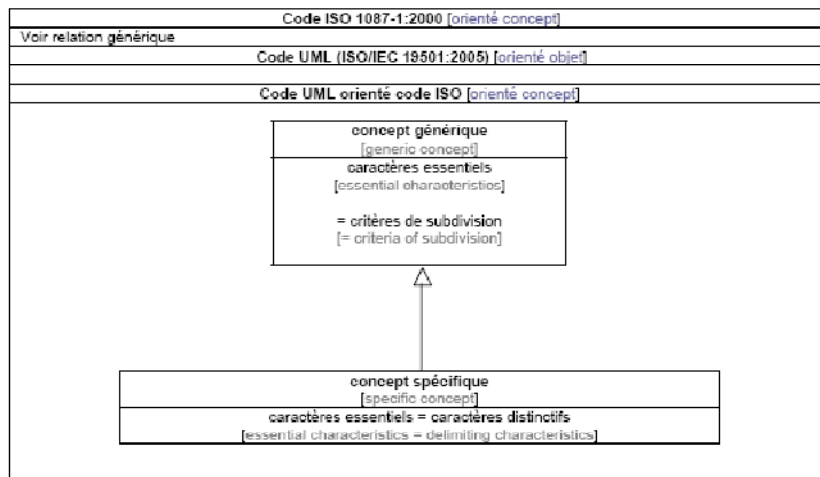 Code ISO 1087-1:2000 [orienté concept]
Voir relation générique
Code UML (ISO/IEC 19501:2005) [orienté objet]
Code UML orienté code ISO [orienté concept]
concept générique
[generic concept]
caractères essentiels
[essential characteristics]
= critères de subdivision
[= criteria of subdivision]
concept spécifique
[specific concept]
caractères essentiels = caractères distinctifs
[essential characteristics = delimiting characteristics]